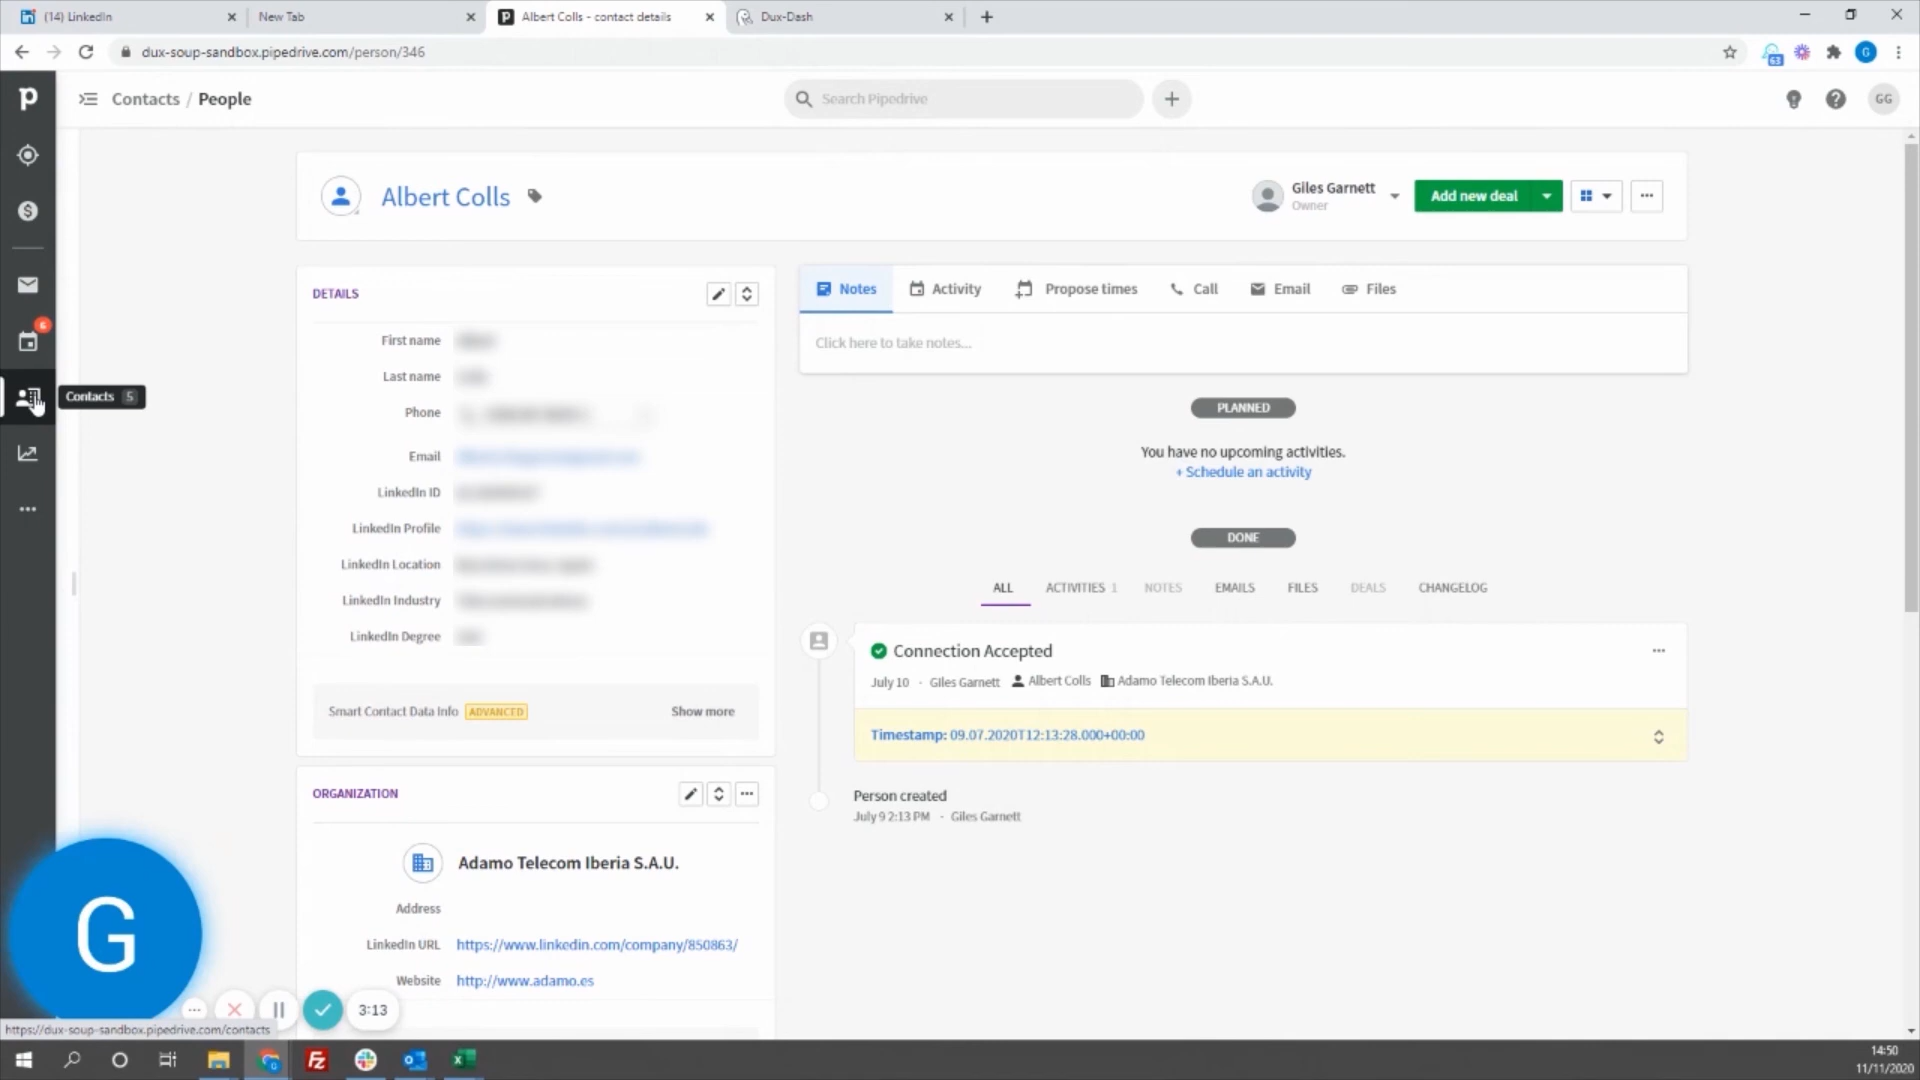 (14) LinkedIn
New Tab
Albert Colls - contact details
Dux-Dash
dux-soup-sandbox.pipedrive.com/person/346
63
G
p
Contacts / People
Search Pipedrive
GG
Albert Colls
Giles Garnett
Owner
Add new deal
DETAILS
First name
Last name
Phone
Email
LinkedIn ID
LinkedIn Profile
LinkedIn Location
LinkedIn Industry
LinkedIn Degree
Smart Contact Data Info ADVANCED
Show more
6
Contacts 5
Notes
Activity
Propose times
Call
Email
Files
Click here to take notes...
PLANNED
You have no upcoming activities.
+ Schedule an activity
DONE
ALL
ACTIVITIES 1
NOTES
EMAILS
FILES
DEALS
CHANGELOG
Connection Accepted
July 10 · Giles Garnett Albert Colls Adamo Telecom Iberia S.A.U.
Timestamp: 09.07.2020T12:13:28.000+00:00
Person created
July 9 2:13 PM · Giles Garnett
ORGANIZATION
Adamo Telecom Iberia S.A.U.
Address
LinkedIn URL https://www.linkedin.com/company/850863/
Website http://www.adamo.es
G
3:13
https://dux-soup-sandbox.pipedrive.com/contacts
14:50
11/11/2020